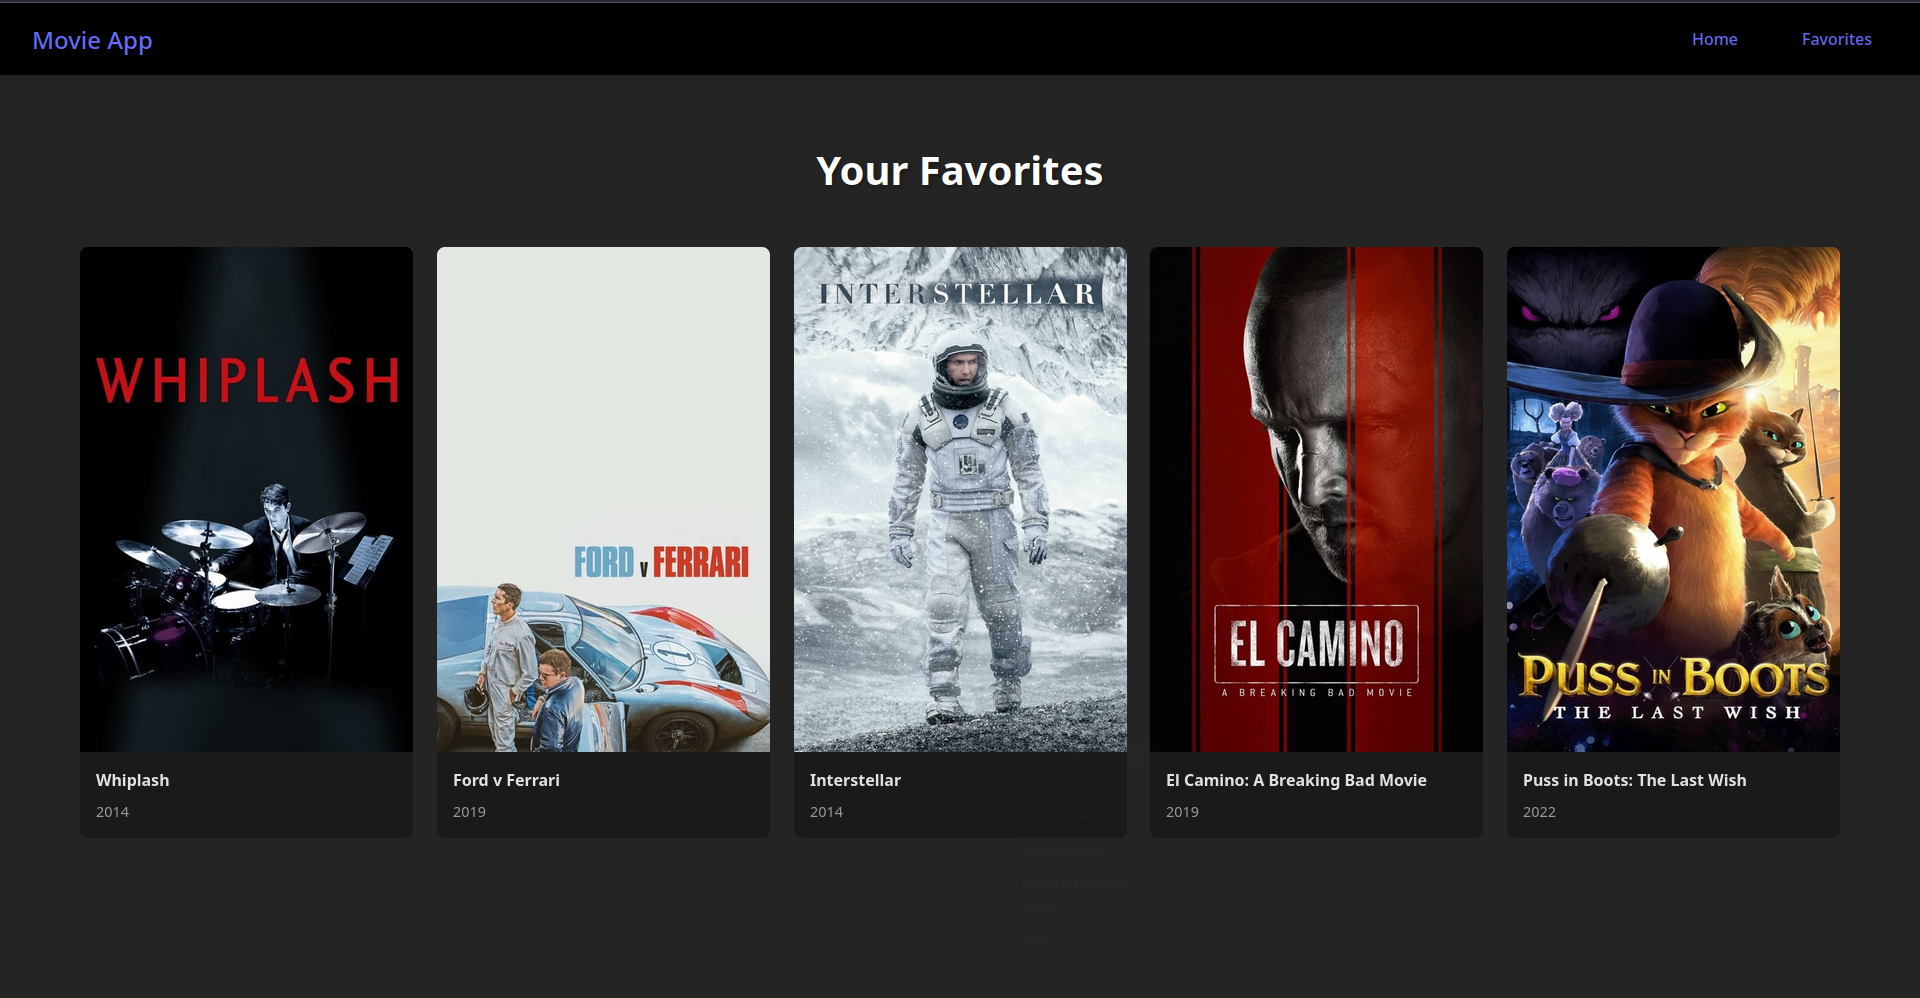 Movie App
Home
Favorites
Your Favorites
WHIPLASH
FORD v FERRARI
INTERSTELLAR
EL CAMINO
A BREAKING BAD MOVIE
PUSS IN BOOTS
THE LAST WISH
Whiplash
2014
Ford v Ferrari
2019
Interstellar
2014
El Camino: A Breaking Bad Movie
2019
Puss in Boots: The Last Wish
2022